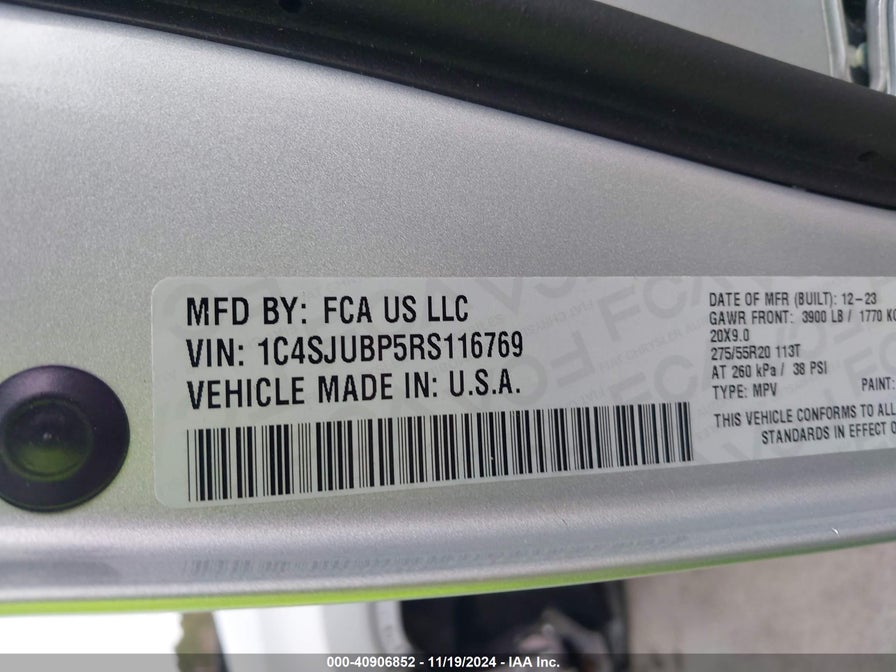 MFD BY: FCA US LLC
VIN: 1C4SJUBP5RS116769
VEHICLE MADE IN: U.S.A.
DATE OF MFR (BUILT): 12-23
GAWR FRONT: 3900 LB / 1770 KG
20X9.0
275/55R20 113T
AT 260 kPa / 38 PSI
TYPE: MPV PAINT:
THIS VEHICLE CONFORMS TO ALL
STANDARDS IN EFFECT O
000-40906852 - 11/19/2024 - IAA Inc.